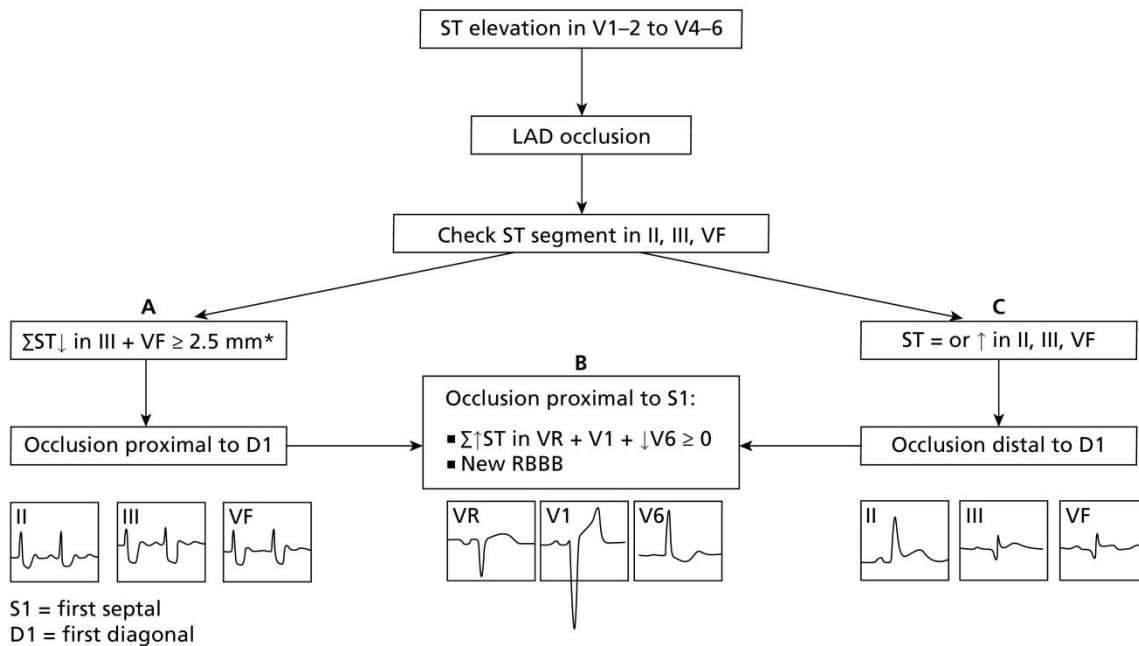 ST elevation in V1–2 to V4–6
LAD occlusion
Check ST segment in II, III, VF
A
∑ST↓ in III + VF ≥ 2.5 mm*
Occlusion proximal to D1
B
Occlusion proximal to S1:
▪ ∑↑ST in VR + V1 + ↓V6 ≥ 0
▪ New RBBB
C
ST = or ↑ in II, III, VF
Occlusion distal to D1
II
III
VF
VR
V1
V6
II
III
VF
S1 = first septal
D1 = first diagonal